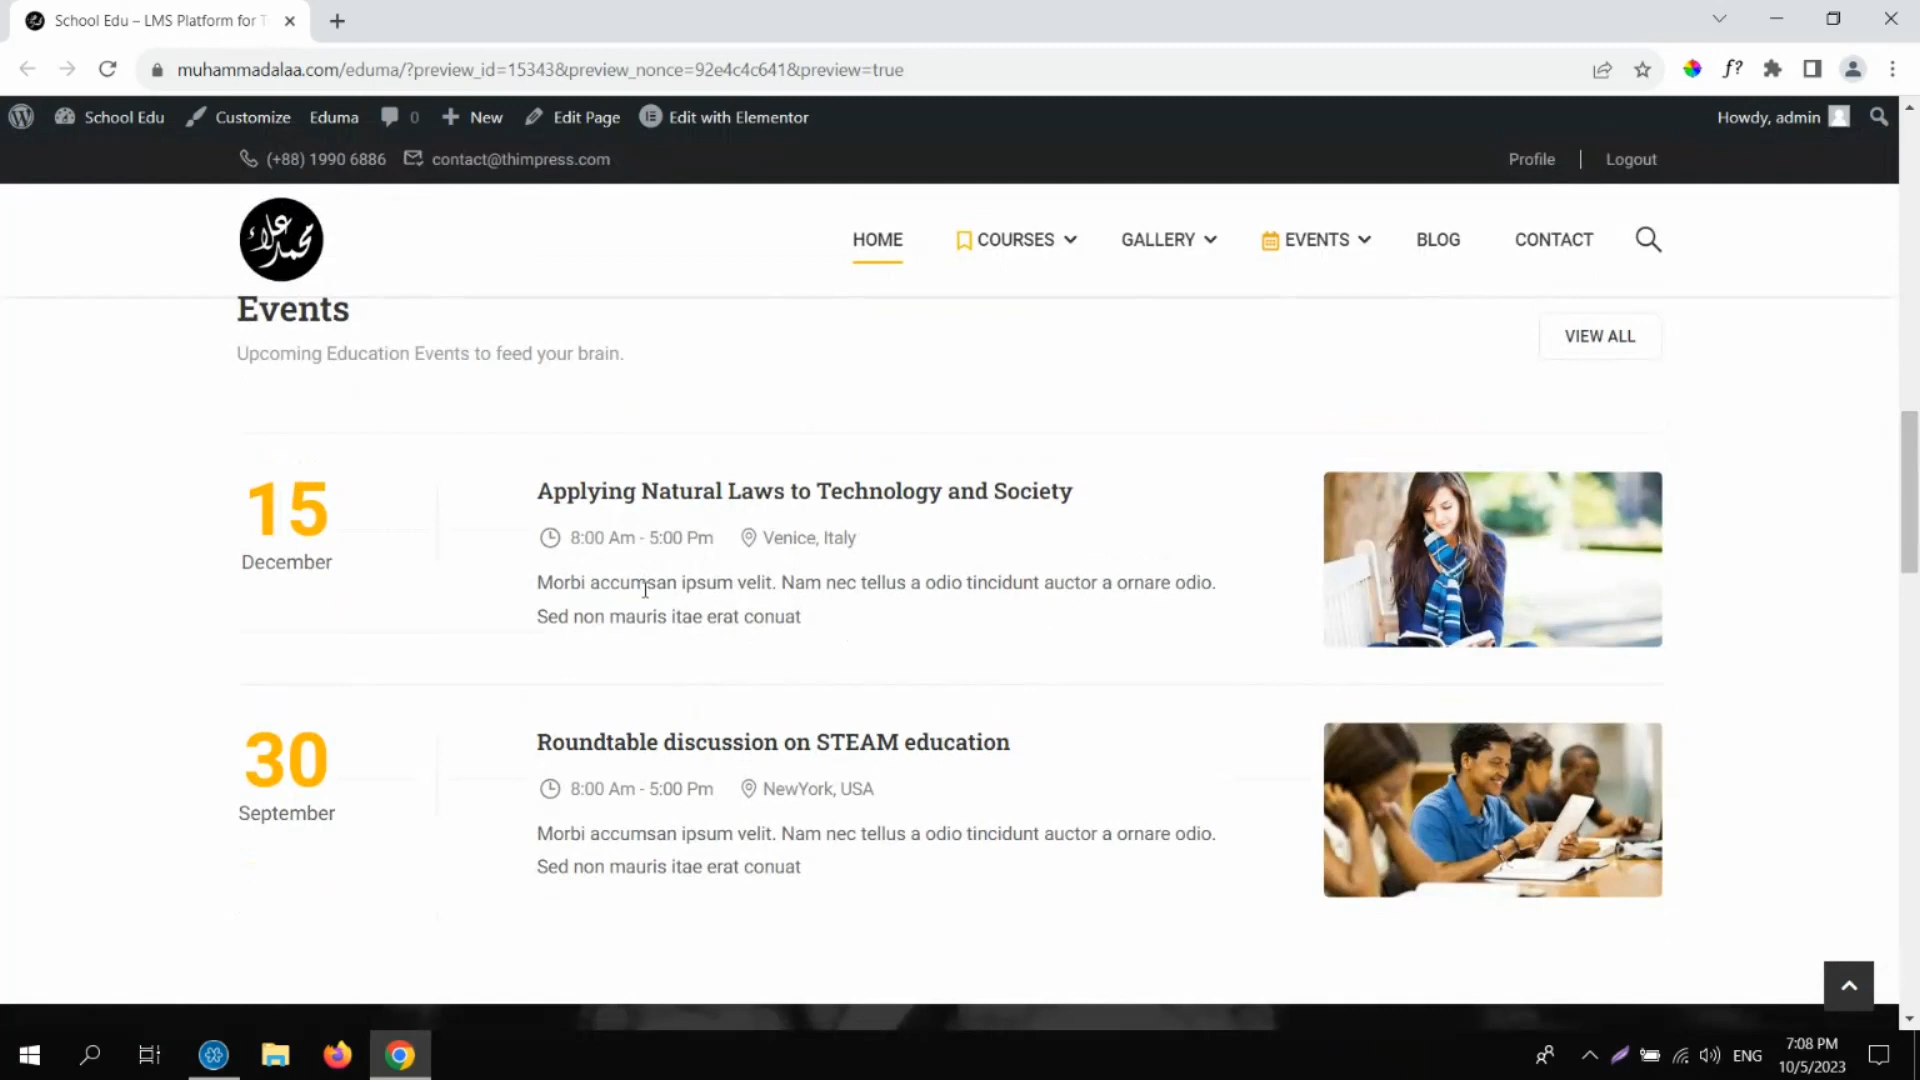 School Edu – LMS Platform for T
muhammadalaa.com/eduma/?preview_id=15343&preview_nonce=92e4c4c641&preview=true
School Edu Customize Eduma 0 New Edit Page Edit with Elementor Howdy, admin
(+88) 1990 6886 contact@thimpress.com Profile Logout
محمد علاء
HOME COURSES GALLERY EVENTS BLOG CONTACT
Events
VIEW ALL
Upcoming Education Events to feed your brain.
15
December
Applying Natural Laws to Technology and Society
8:00 Am - 5:00 Pm Venice, Italy
Morbi accumsan ipsum velit. Nam nec tellus a odio tincidunt auctor a ornare odio.
Sed non mauris itae erat conuat
30
September
Roundtable discussion on STEAM education
8:00 Am - 5:00 Pm NewYork, USA
Morbi accumsan ipsum velit. Nam nec tellus a odio tincidunt auctor a ornare odio.
Sed non mauris itae erat conuat
ENG
7:08 PM
10/5/2023